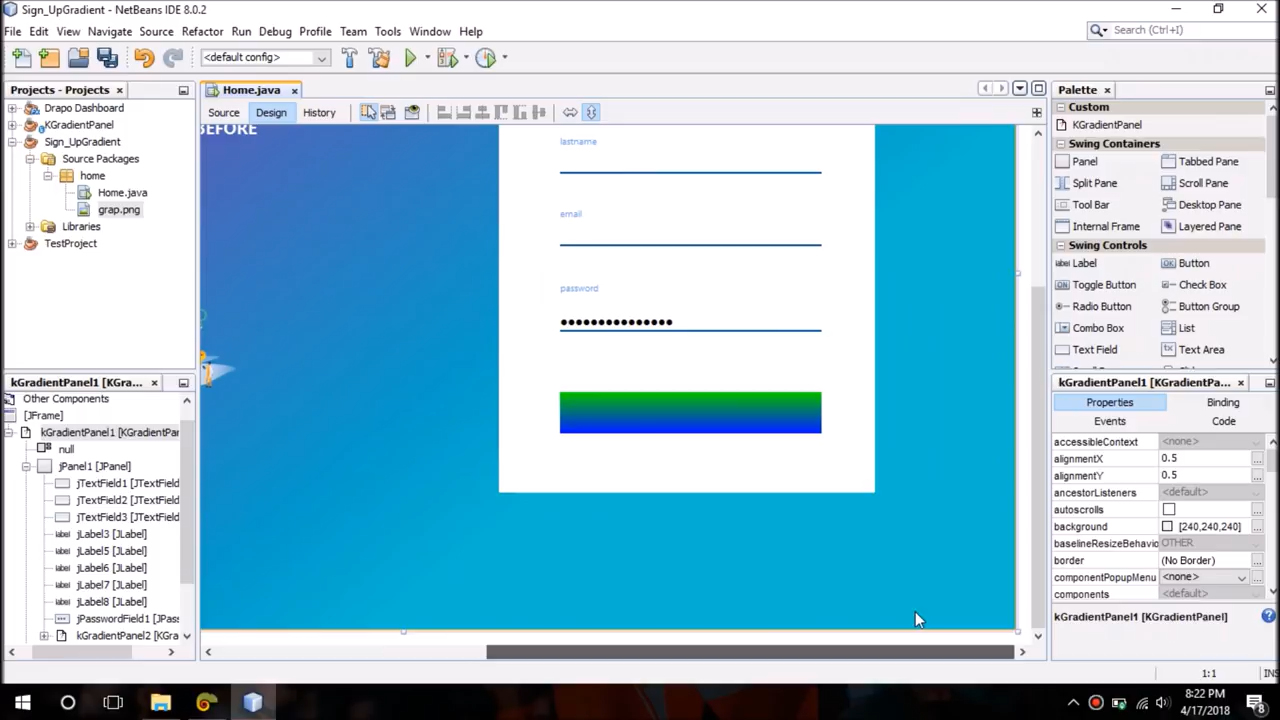 Sign_UpGradient - NetBeans IDE 8.0.2
File Edit View Navigate Source Refactor Run Debug Profile Team Tools Window Help
Search (Ctrl+I)
<default config>
Projects - Projects
Drapo Dashboard
KGradientPanel
Sign_UpGradient
Source Packages
home
Home.java
grap.png
Libraries
TestProject
kGradientPanel1 [KGra...
Other Components
[JFrame]
kGradientPanel1 [KGradientPan
null
jPanel1 [JPanel]
jTextField1 [JTextField
jTextField2 [JTextField
jTextField3 [JTextField
jLabel3 [JLabel]
jLabel5 [JLabel]
jLabel6 [JLabel]
jLabel7 [JLabel]
jLabel8 [JLabel]
jPasswordField1 [JPass
kGradientPanel2 [KGra
Home.java
Source Design History
BEFORE
lastname
email
password
Palette
Custom
KGradientPanel
Swing Containers
Panel Tabbed Pane
Split Pane Scroll Pane
Tool Bar Desktop Pane
Internal Frame Layered Pane
Swing Controls
Label Button
Toggle Button Check Box
Radio Button Button Group
Combo Box List
Text Field Text Area
kGradientPanel1 [KGradientPa...
Properties Binding
Events Code
accessibleContext <none>
alignmentX 0.5
alignmentY 0.5
ancestorListeners <default>
autoscrolls
background [240,240,240]
baselineResizeBehavio OTHER
border (No Border)
componentPopupMenu <none>
components <default>
kGradientPanel1 [KGradientPanel]
1:1 INS
8:22 PM
4/17/2018
8